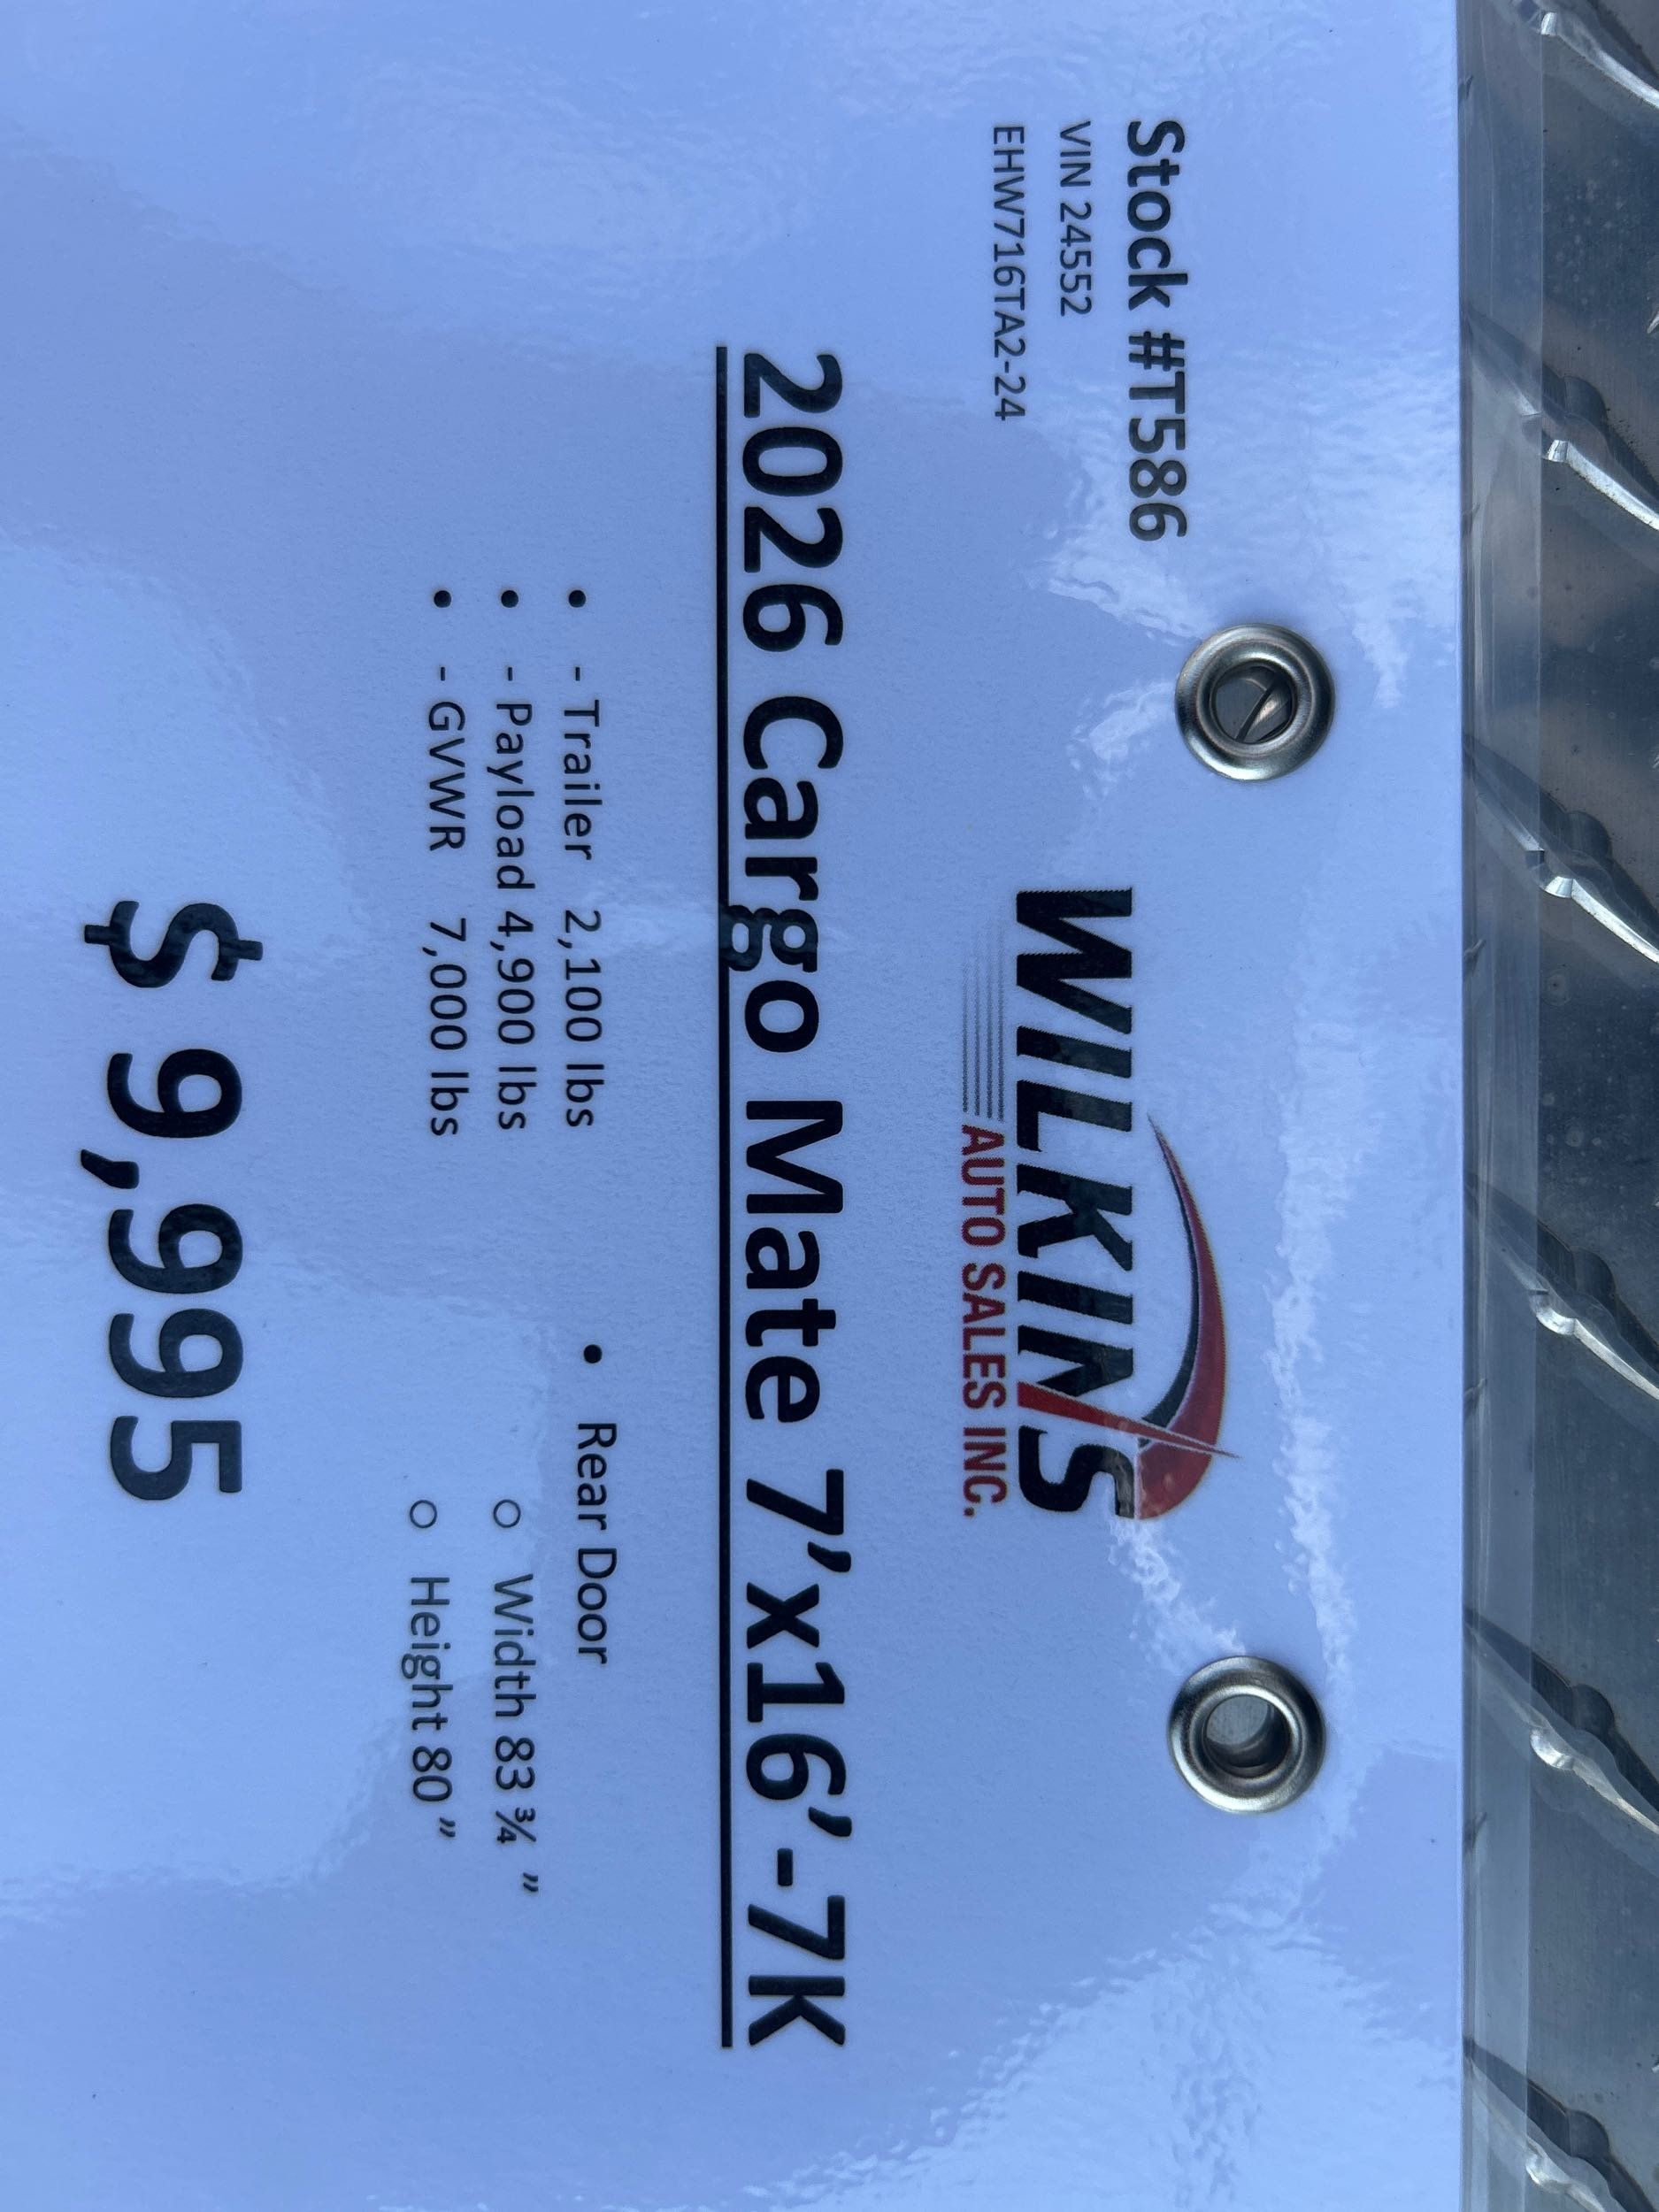 Stock #T586
VIN 24552
EHW716TA2-24
WILKINS
AUTO SALES INC.
2026 Cargo Mate 7’x16’-7K
• - Trailer 2,100 lbs
• - Payload 4,900 lbs
• - GVWR 7,000 lbs
• Rear Door
○ Width 83 ¾ ”
○ Height 80 ”
$ 9,995